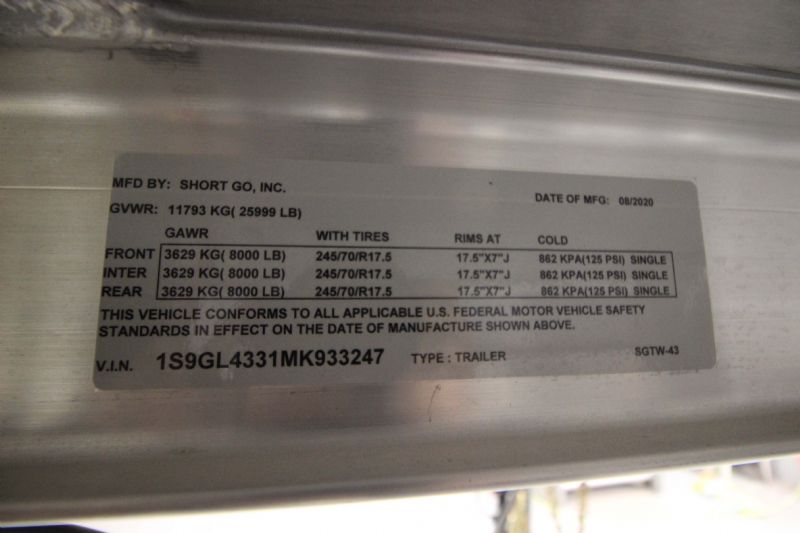 MFD BY: SHORT GO, INC.
DATE OF MFG: 08/2020
GVWR: 11793 KG( 25999 LB)
GAWR WITH TIRES RIMS AT COLD
FRONT 3629 KG( 8000 LB) 245/70/R17.5 17.5"X7"J 862 KPA(125 PSI) SINGLE
INTER 3629 KG( 8000 LB) 245/70/R17.5 17.5"X7"J 862 KPA(125 PSI) SINGLE
REAR 3629 KG( 8000 LB) 245/70/R17.5 17.5"X7"J 862 KPA(125 PSI) SINGLE
THIS VEHICLE CONFORMS TO ALL APPLICABLE U.S. FEDERAL MOTOR VEHICLE SAFETY
STANDARDS IN EFFECT ON THE DATE OF MANUFACTURE SHOWN ABOVE.
V.I.N. 1S9GL4331MK933247 TYPE : TRAILER SGTW-43